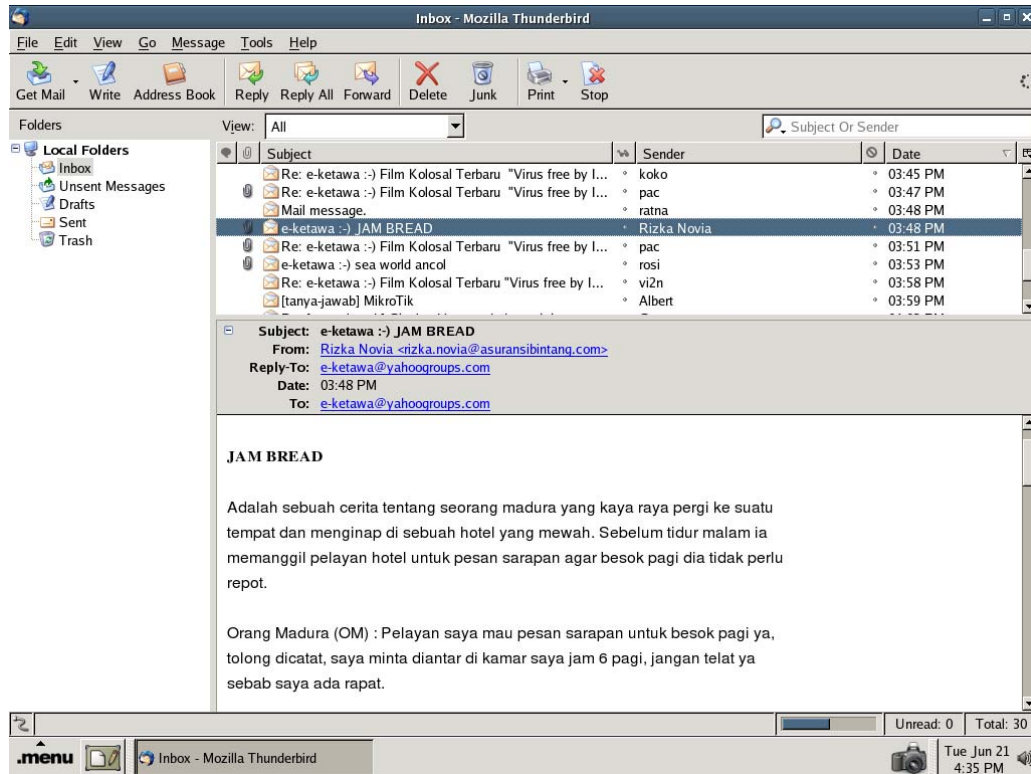 Inbox - Mozilla Thunderbird
File Edit View Go Message Tools Help
Get Mail Write Address Book Reply Reply All Forward Delete Junk Print Stop
Folders View: All Subject Or Sender
Local Folders
Inbox
Unsent Messages
Drafts
Sent
Trash
Subject Sender Date
Re: e-ketawa :-) Film Kolosal Terbaru "Virus free by I... koko 03:45 PM
Re: e-ketawa :-) Film Kolosal Terbaru "Virus free by I... pac 03:47 PM
Mail message. ratna 03:48 PM
e-ketawa :-) JAM BREAD Rizka Novia 03:48 PM
Re: e-ketawa :-) Film Kolosal Terbaru "Virus free by I... pac 03:51 PM
e-ketawa :-) sea world ancol rosi 03:53 PM
Re: e-ketawa :-) Film Kolosal Terbaru "Virus free by I... vi2n 03:58 PM
[tanya-jawab] MikroTik Albert 03:59 PM
Subject: e-ketawa :-) JAM BREAD
From: Rizka Novia <rizka.novia@asuransibintang.com>
Reply-To: e-ketawa@yahoogroups.com
Date: 03:48 PM
To: e-ketawa@yahoogroups.com
JAM BREAD
Adalah sebuah cerita tentang seorang madura yang kaya raya pergi ke suatu
tempat dan menginap di sebuah hotel yang mewah. Sebelum tidur malam ia
memanggil pelayan hotel untuk pesan sarapan agar besok pagi dia tidak perlu
repot.
Orang Madura (OM) : Pelayan saya mau pesan sarapan untuk besok pagi ya,
tolong dicatat, saya minta diantar di kamar saya jam 6 pagi, jangan telat ya
sebab saya ada rapat.
Unread: 0 Total: 30
.menu Inbox - Mozilla Thunderbird Tue Jun 21
4:35 PM